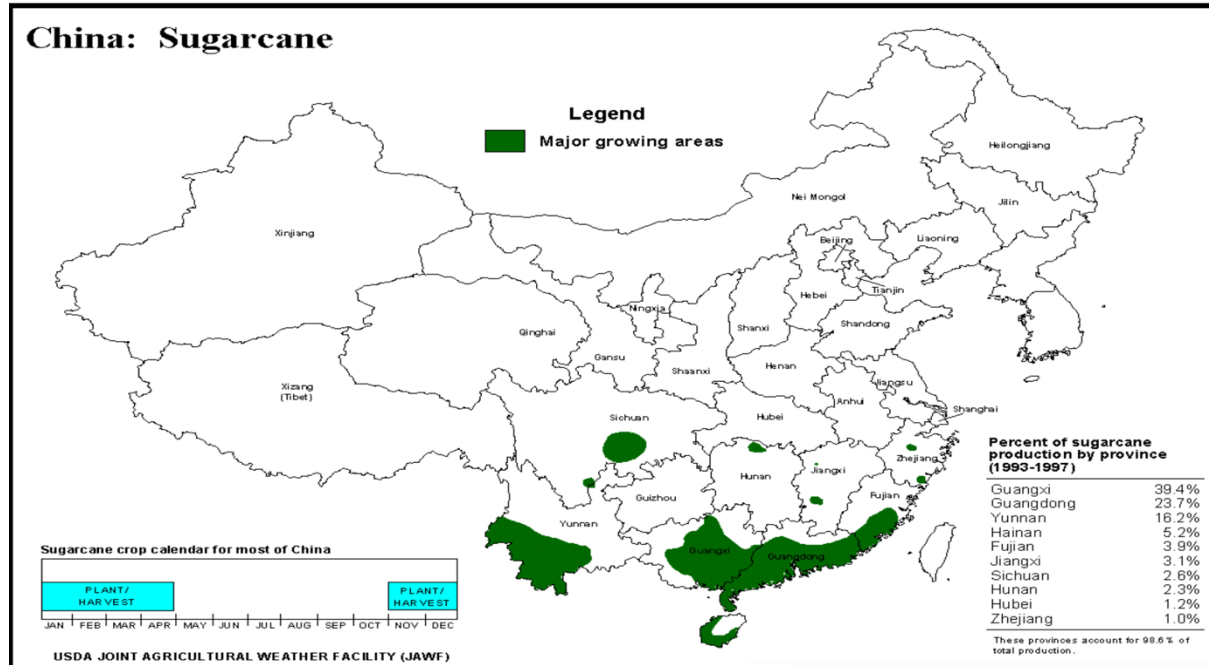 China: Sugarcane
Legend
Major growing areas
Heilongjiang
Nei Mongol
Jilin
Xinjiang
Beijing
Liaoning
Tianjin
Hebei
Ningxia
Shandong
Qinghai
Shanxi
Gansu
Shaanxi
Henan
Jiangsu
Xizang
(Tibet)
Anhui
Shanghai
Sichuan
Hubei
Zhejiang
Jiangxi
Hunan
Guizhou
Fujian
Yunnan
Guangxi
Guangdong
Percent of sugarcane
production by province
(1993-1997)
Guangxi 39.4%
Guangdong 23.7%
Yunnan 16.2%
Hainan 5.2%
Fujian 3.9%
Jiangxi 3.1%
Sichuan 2.6%
Hunan 2.3%
Hubei 1.2%
Zhejiang 1.0%
These provinces account for 98.6% of
total production.
Sugarcane crop calendar for most of China
PLANT/
HARVEST
PLANT/
HARVEST
JAN FEB MAR APR MAY JUN JUL AUG SEP OCT NOV DEC
USDA JOINT AGRICULTURAL WEATHER FACILITY (JAWF)